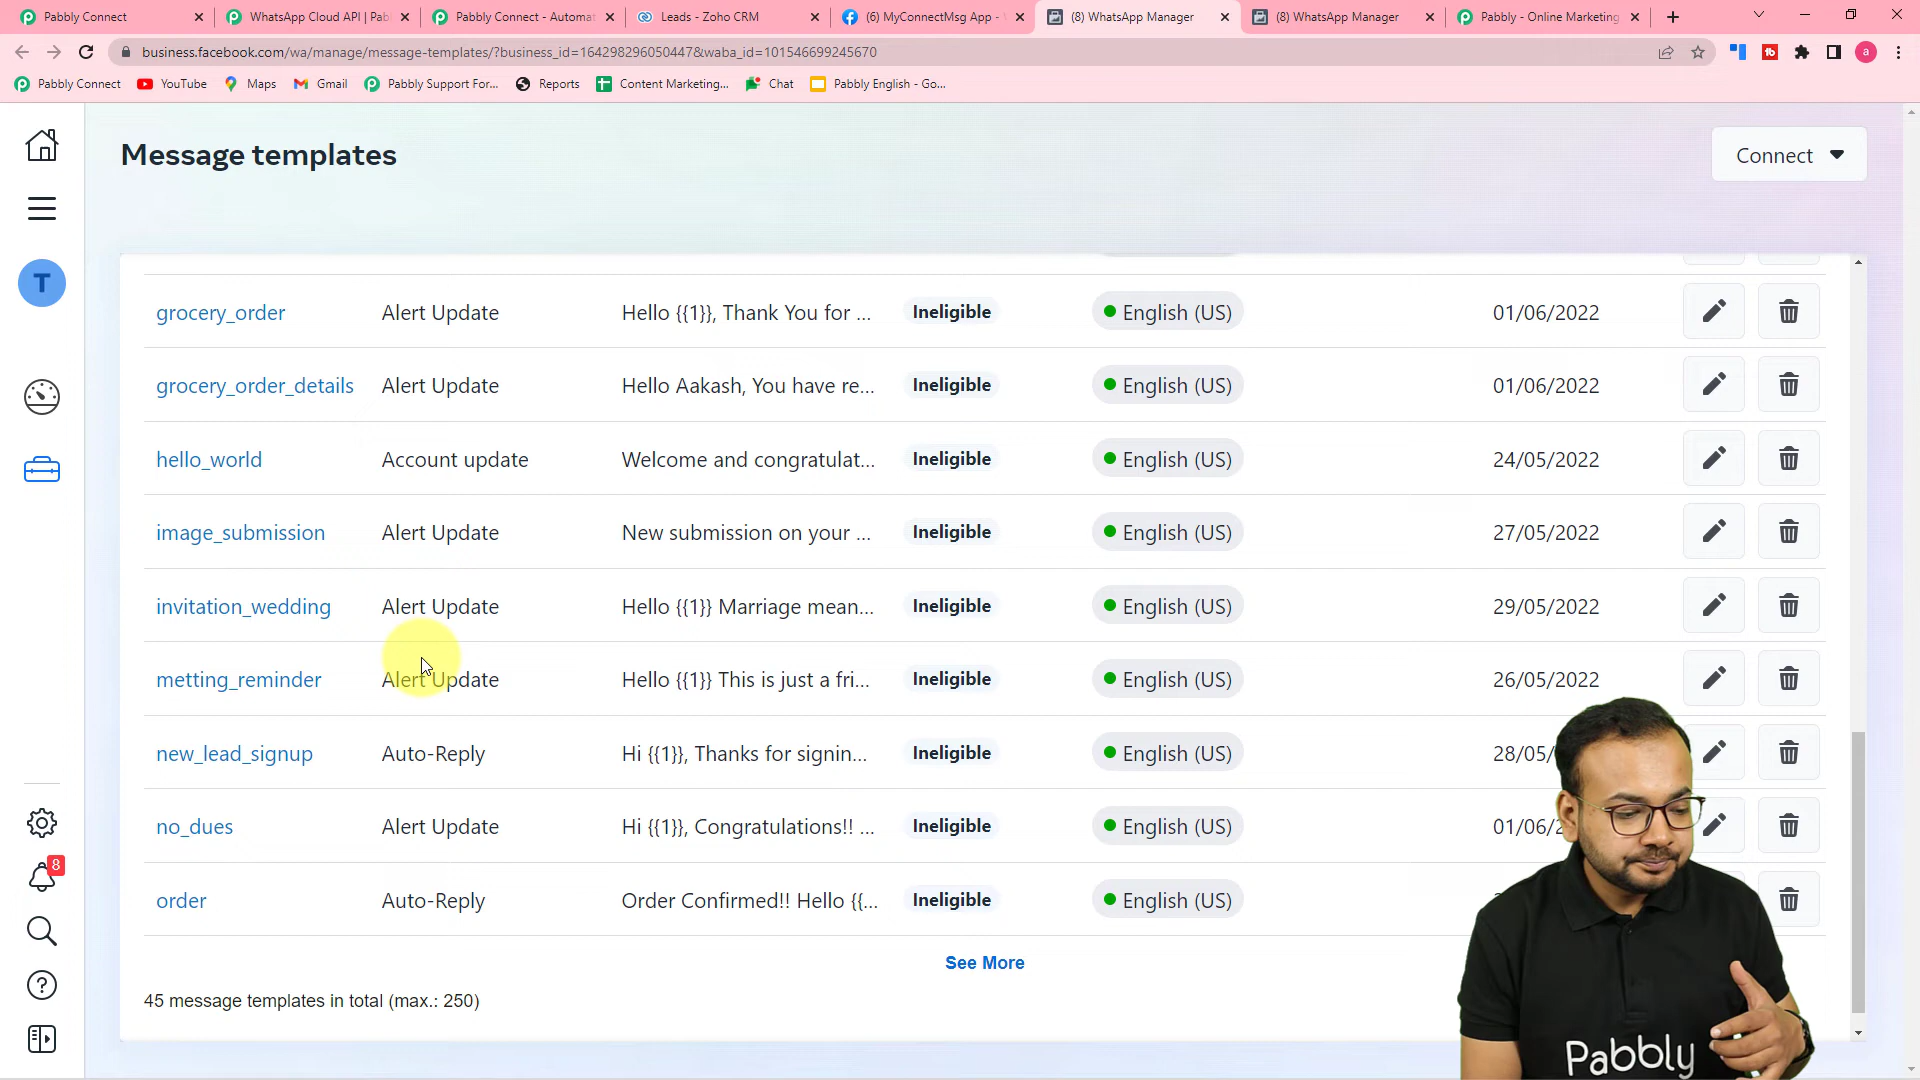 Pabbly Connect
WhatsApp Cloud API | Pab
Pabbly Connect - Automat
Leads - Zoho CRM
(6) MyConnectMsg App -
(8) WhatsApp Manager
(8) WhatsApp Manager
Pabbly - Online Marketing
business.facebook.com/wa/manage/message-templates/?business_id=164298296050447&waba_id=101546699245670
a
Pabbly Connect
YouTube
Maps
Gmail
Pabbly Support For...
Reports
Content Marketing...
Chat
Pabbly English - Go...
Message templates
Connect
T
grocery_order Alert Update Hello {{1}}, Thank You for ... Ineligible English (US) 01/06/2022
grocery_order_details Alert Update Hello Aakash, You have re... Ineligible English (US) 01/06/2022
hello_world Account update Welcome and congratulat... Ineligible English (US) 24/05/2022
image_submission Alert Update New submission on your ... Ineligible English (US) 27/05/2022
invitation_wedding Alert Update Hello {{1}} Marriage mean... Ineligible English (US) 29/05/2022
metting_reminder Alert Update Hello {{1}} This is just a fri... Ineligible English (US) 26/05/2022
new_lead_signup Auto-Reply Hi {{1}}, Thanks for signin... Ineligible English (US) 28/05/
no_dues Alert Update Hi {{1}}, Congratulations!! ... Ineligible English (US) 01/06/2
order Auto-Reply Order Confirmed!! Hello {{... Ineligible English (US)
8
See More
45 message templates in total (max.: 250)
Pabbly